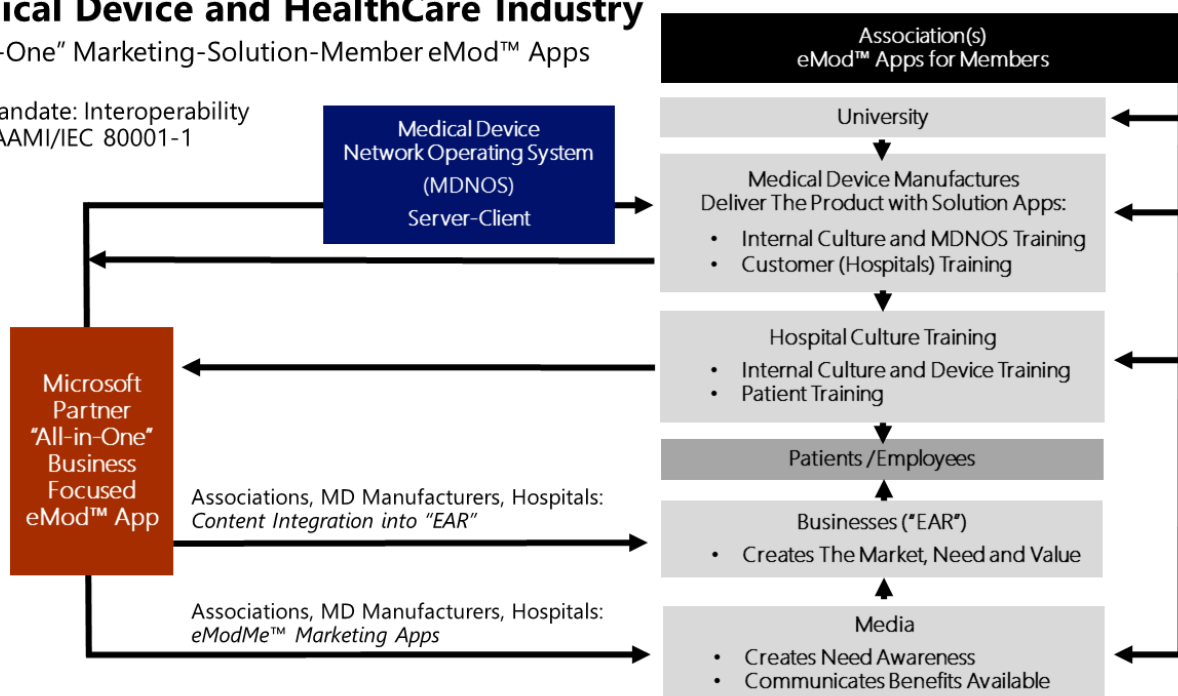 ical Device and HealthCare Industry
-One” Marketing-Solution-Member eMod™ Apps
andate: Interoperability
AAMI/IEC 80001-1
Medical Device
Network Operating System
(MDNOS)
Server-Client
Microsoft
Partner
“All-in-One”
Business
Focused
eMod™ App
Associations, MD Manufacturers, Hospitals:
Content Integration into “EAR”
Associations, MD Manufacturers, Hospitals:
eModMe™ Marketing Apps
Association(s)
eMod™ Apps for Members
University
Medical Device Manufactures
Deliver The Product with Solution Apps:
• Internal Culture and MDNOS Training
• Customer (Hospitals) Training
Hospital Culture Training
• Internal Culture and Device Training
• Patient Training
Patients /Employees
Businesses (“EAR”)
• Creates The Market, Need and Value
Media
• Creates Need Awareness
• Communicates Benefits Available